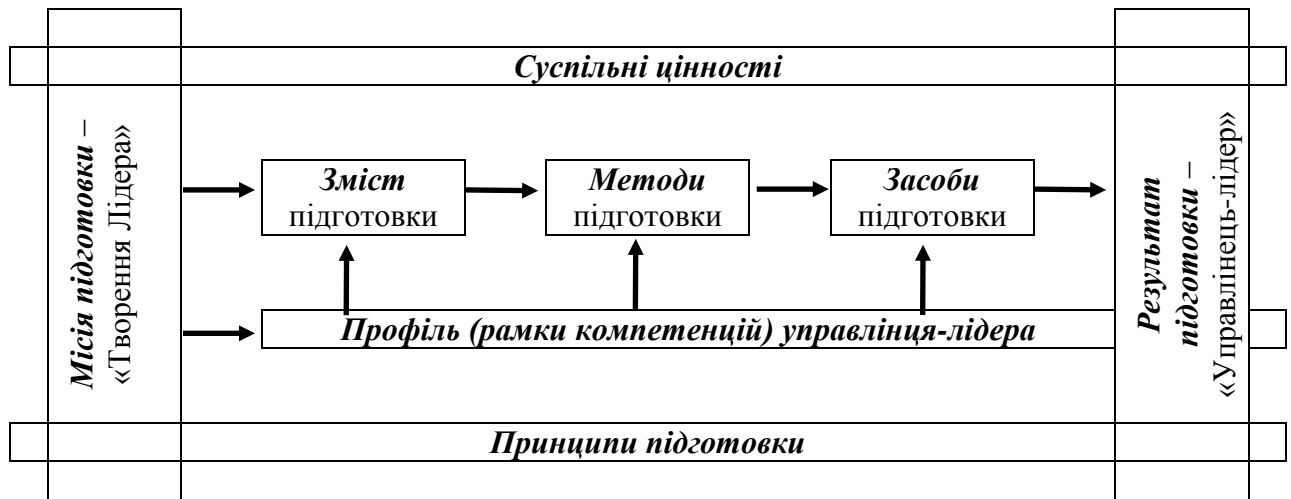 Суспільні цінності
Місія підготовки –
«Творення Лідера»
Зміст
підготовки
Методи
підготовки
Засоби
підготовки
Профіль (рамки компетенцій) управлінця-лідера
Результат
підготовки –
«Управлінець-лідер»
Принципи підготовки